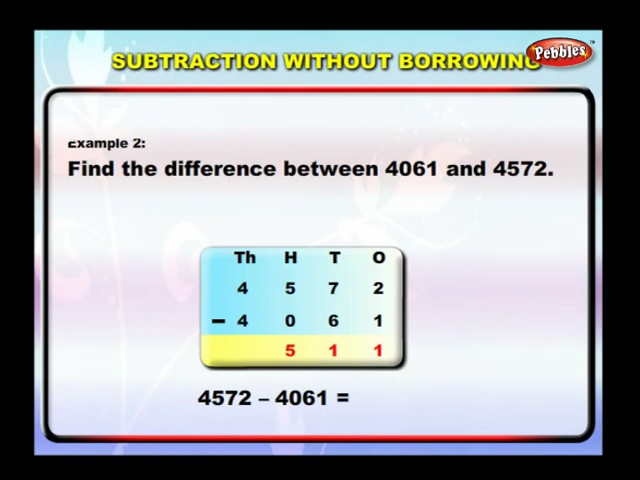 SUBTRACTION WITHOUT BORROWING
Pebbles™
Example 2:
Find the difference between 4061 and 4572.
Th H T O
4 5 7 2
– 4 0 6 1
5 1 1
4572 – 4061 =